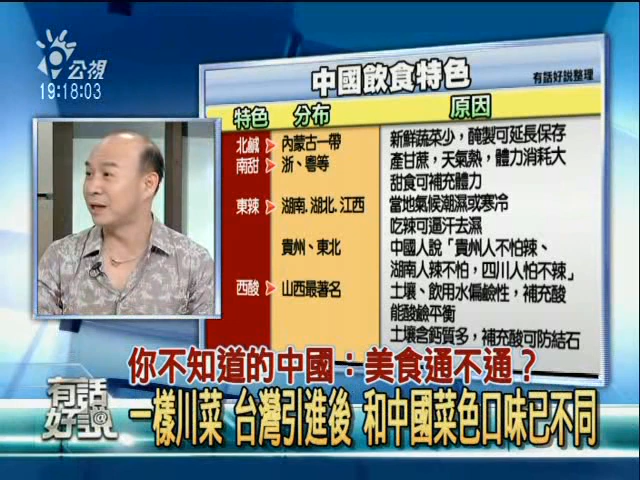 公視
19:18:03
中國飲食特色
有話好說整理
特色 分布 原因
北鹹 內蒙古一帶 新鮮蔬菜少，醃製可延長保存
南甜 浙、粵等 產甘蔗，天氣熱，體力消耗大
甜食可補充體力
東辣 湖南.湖北.江西 當地氣候潮濕或寒冷
吃辣可逼汗去濕
貴州、東北 中國人說「貴州人不怕辣、
湖南人辣不怕，四川人怕不辣」
西酸 山西最著名 土壤、飲用水偏鹼性，補充酸
能酸鹼平衡
土壤含鈣質多，補充酸可防結石
你不知道的中國：美食通不通？
有話好說@
一樣川菜 台灣引進後 和中國菜色口味已不同